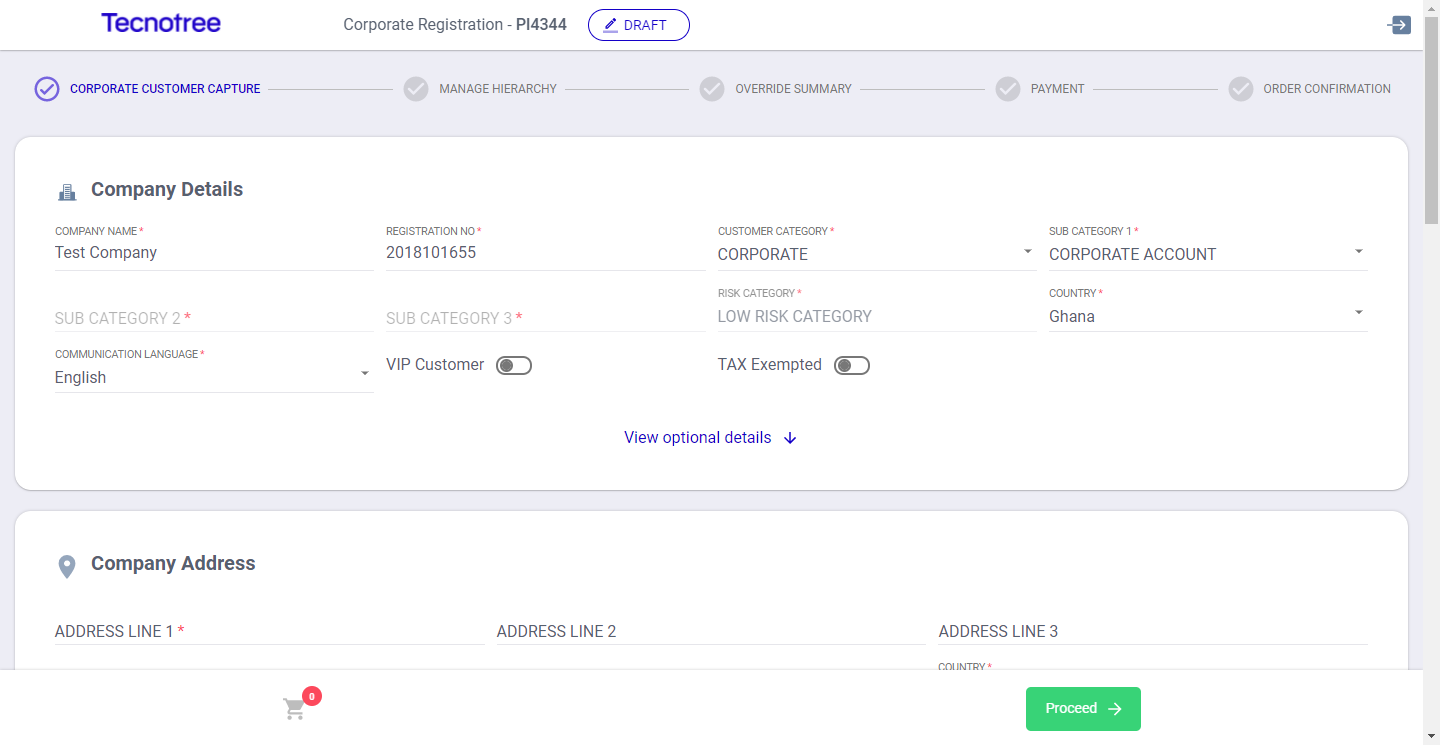 Tecnotree
Corporate Registration - PI4344
DRAFT
CORPORATE CUSTOMER CAPTURE
MANAGE HIERARCHY
OVERRIDE SUMMARY
PAYMENT
ORDER CONFIRMATION
Company Details
COMPANY NAME *
Test Company
REGISTRATION NO *
2018101655
CUSTOMER CATEGORY *
CORPORATE
SUB CATEGORY 1 *
CORPORATE ACCOUNT
SUB CATEGORY 2 *
SUB CATEGORY 3 *
RISK CATEGORY *
LOW RISK CATEGORY
COUNTRY *
Ghana
COMMUNICATION LANGUAGE *
English
VIP Customer
TAX Exempted
View optional details
Company Address
ADDRESS LINE 1 *
ADDRESS LINE 2
ADDRESS LINE 3
COUNTRY *
0
Proceed